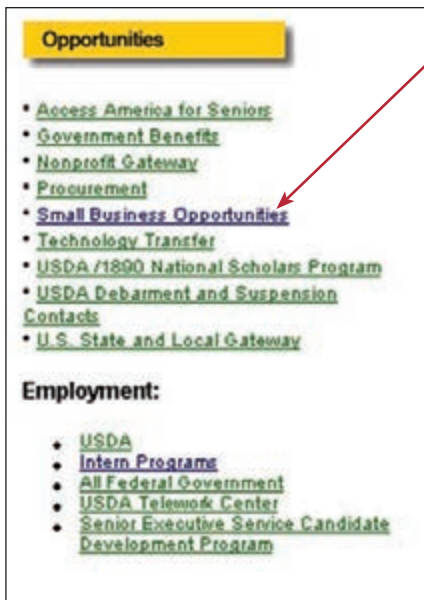 Opportunities
• Access America for Seniors
• Government Benefits
• Nonprofit Gateway
• Procurement
• Small Business Opportunities
• Technology Transfer
• USDA /1890 National Scholars Program
• USDA Debarment and Suspension
Contacts
• U.S. State and Local Gateway
Employment:
• USDA
• Intern Programs
• All Federal Government
• USDA Telework Center
• Senior Executive Service Candidate
Development Program